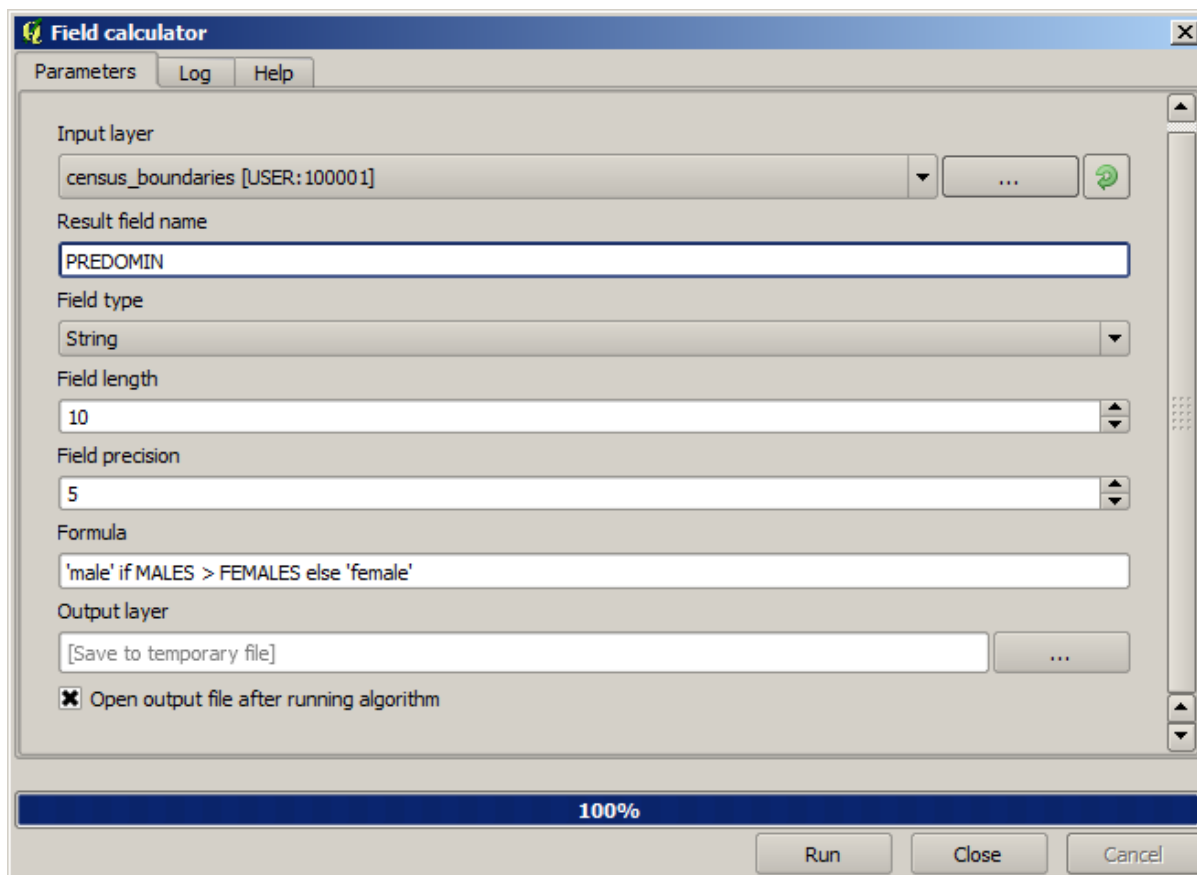 Field calculator
Parameters Log Help
Input layer
census_boundaries [USER:100001]
...
Result field name
PREDOMIN
Field type
String
Field length
10
Field precision
5
Formula
'male' if MALES > FEMALES else 'female'
Output layer
[Save to temporary file]
...
Open output file after running algorithm
100%
Run Close Cancel